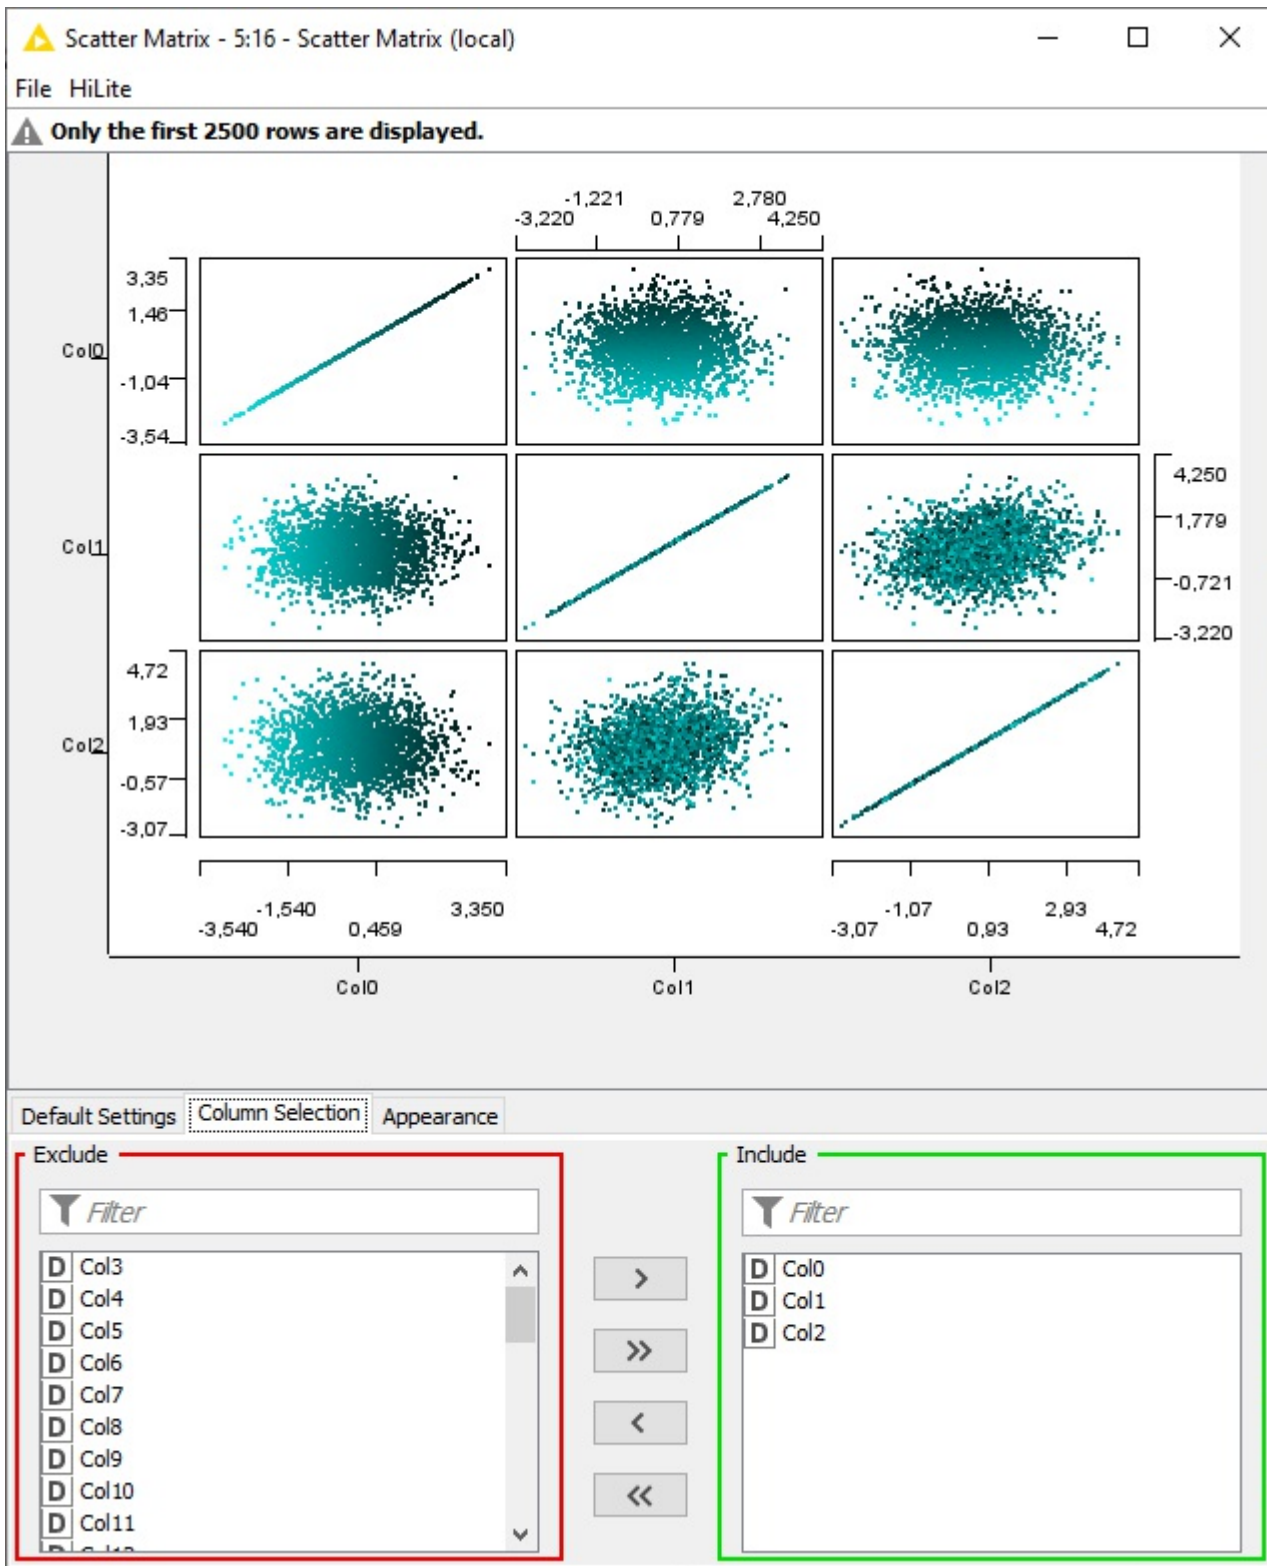 Scatter Matrix - 5:16 - Scatter Matrix (local)
File HiLite
Only the first 2500 rows are displayed.
-1,221 2,780
-3,220 0,779 4,250
3,35
1,46
Col0
-1,04
-3,54
4,250
1,779
Col1
-0,721
-3,220
4,72
1,93
Col2
-0,57
-3,07
-1,540 3,350 -1,07 2,93
-3,540 0,459 -3,07 0,93 4,72
Col0 Col1 Col2
Default Settings Column Selection Appearance
Exclude Include
Filter Filter
D Col3 > D Col0
D Col4 D Col1
D Col5 >> D Col2
D Col6
D Col7
D Col8 <
D Col9
D Col10 <<
D Col11